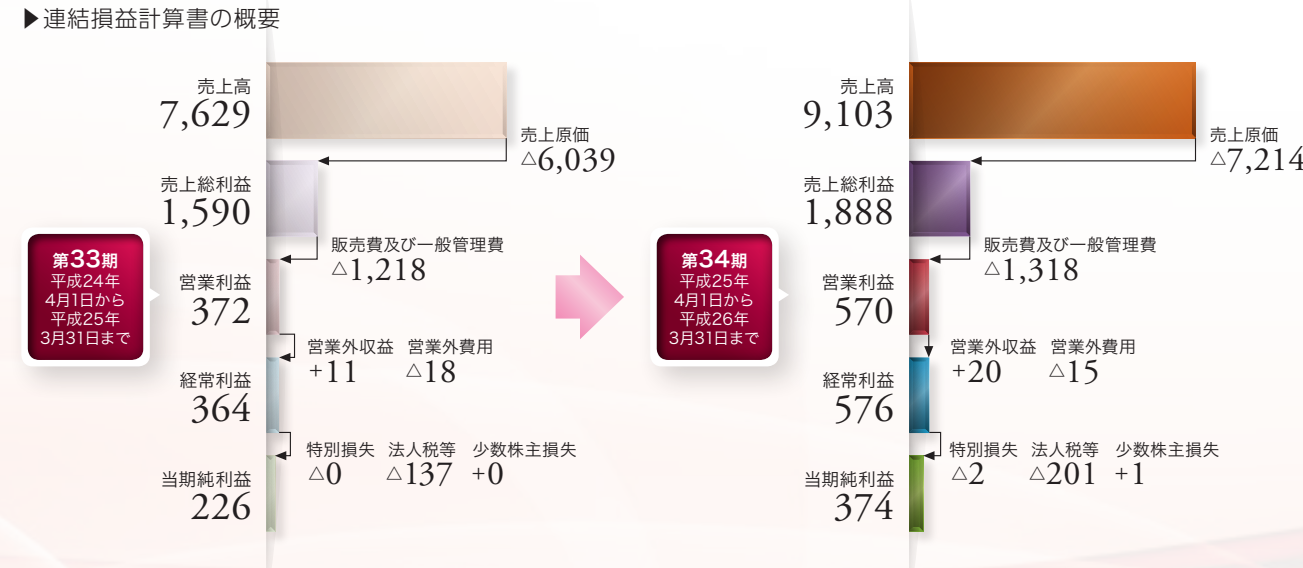 ▶連結損益計算書の概要
売上高
7,629
売上原価
△6,039
売上総利益
1,590
販売費及び一般管理費
△1,218
第33期
平成24年
4月1日から
平成25年
3月31日まで
営業利益
372
営業外収益 営業外費用
+11 △18
経常利益
364
特別損失 法人税等 少数株主損失
△0 △137 +0
当期純利益
226
売上高
9,103
売上原価
△7,214
売上総利益
1,888
販売費及び一般管理費
△1,318
第34期
平成25年
4月1日から
平成26年
3月31日まで
営業利益
570
営業外収益 営業外費用
+20 △15
経常利益
576
特別損失 法人税等 少数株主損失
△2 △201 +1
当期純利益
374